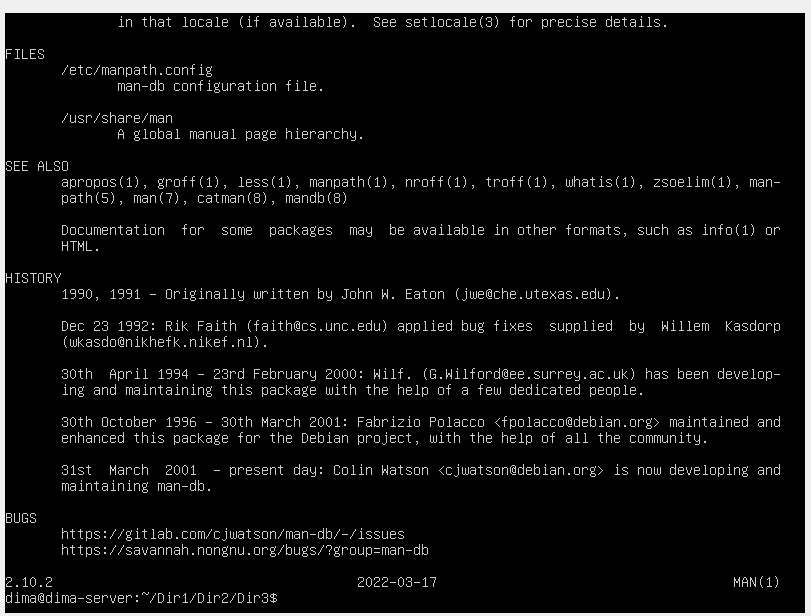 in that locale (if available).  See setlocale(3) for precise details.
FILES
/etc/manpath.config
man-db configuration file.
/usr/share/man
A global manual page hierarchy.
SEE ALSO
apropos(1), groff(1), less(1), manpath(1), nroff(1), troff(1), whatis(1), zsoelim(1), man-
path(5), man(7), catman(8), mandb(8)
Documentation  for  some  packages  may  be available in other formats, such as info(1) or
HTML.
HISTORY
1990, 1991 – Originally written by John W. Eaton (jwe@che.utexas.edu).
Dec 23 1992: Rik Faith (faith@cs.unc.edu) applied bug fixes  supplied  by  Willem  Kasdorp
(wkasdo@nikhefk.nikef.nl).
30th  April 1994 – 23rd February 2000: Wilf. (G.Wilford@ee.surrey.ac.uk) has been develop-
ing and maintaining this package with the help of a few dedicated people.
30th October 1996 – 30th March 2001: Fabrizio Polacco <fpolacco@debian.org> maintained and
enhanced this package for the Debian project, with the help of all the community.
31st  March  2001  – present day: Colin Watson <cjwatson@debian.org> is now developing and
maintaining man-db.
BUGS
https://gitlab.com/cjwatson/man-db/-/issues
https://savannah.nongnu.org/bugs/?group=man-db
2.10.2 2022-03-17 MAN(1)
dima@dima-server:~/Dir1/Dir2/Dir3$